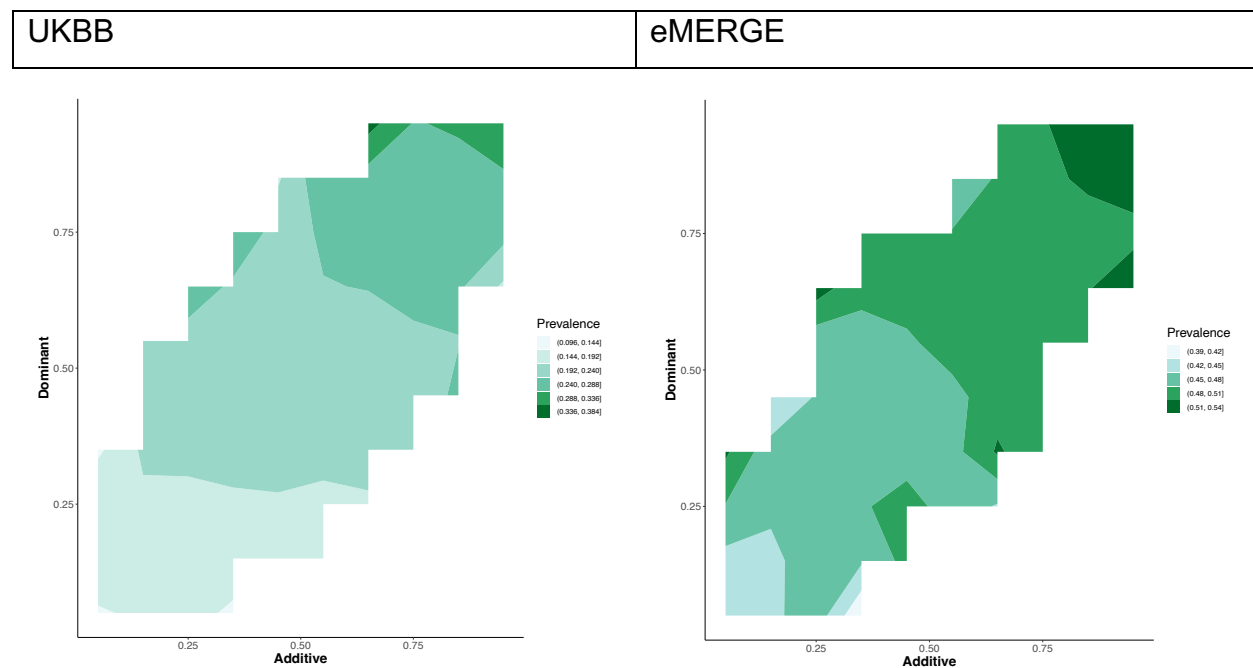 UKBB
eMERGE
Dominant
0.75
0.50
0.25
0.25
0.50
0.75
Additive
Prevalence
(0.096, 0.144]
(0.144, 0.192]
(0.192, 0.240]
(0.240, 0.288]
(0.288, 0.336]
(0.336, 0.384]
Dominant
0.75
0.50
0.25
0.25
0.50
0.75
Additive
Prevalence
(0.39, 0.42]
(0.42, 0.45]
(0.45, 0.48]
(0.48, 0.51]
(0.51, 0.54]